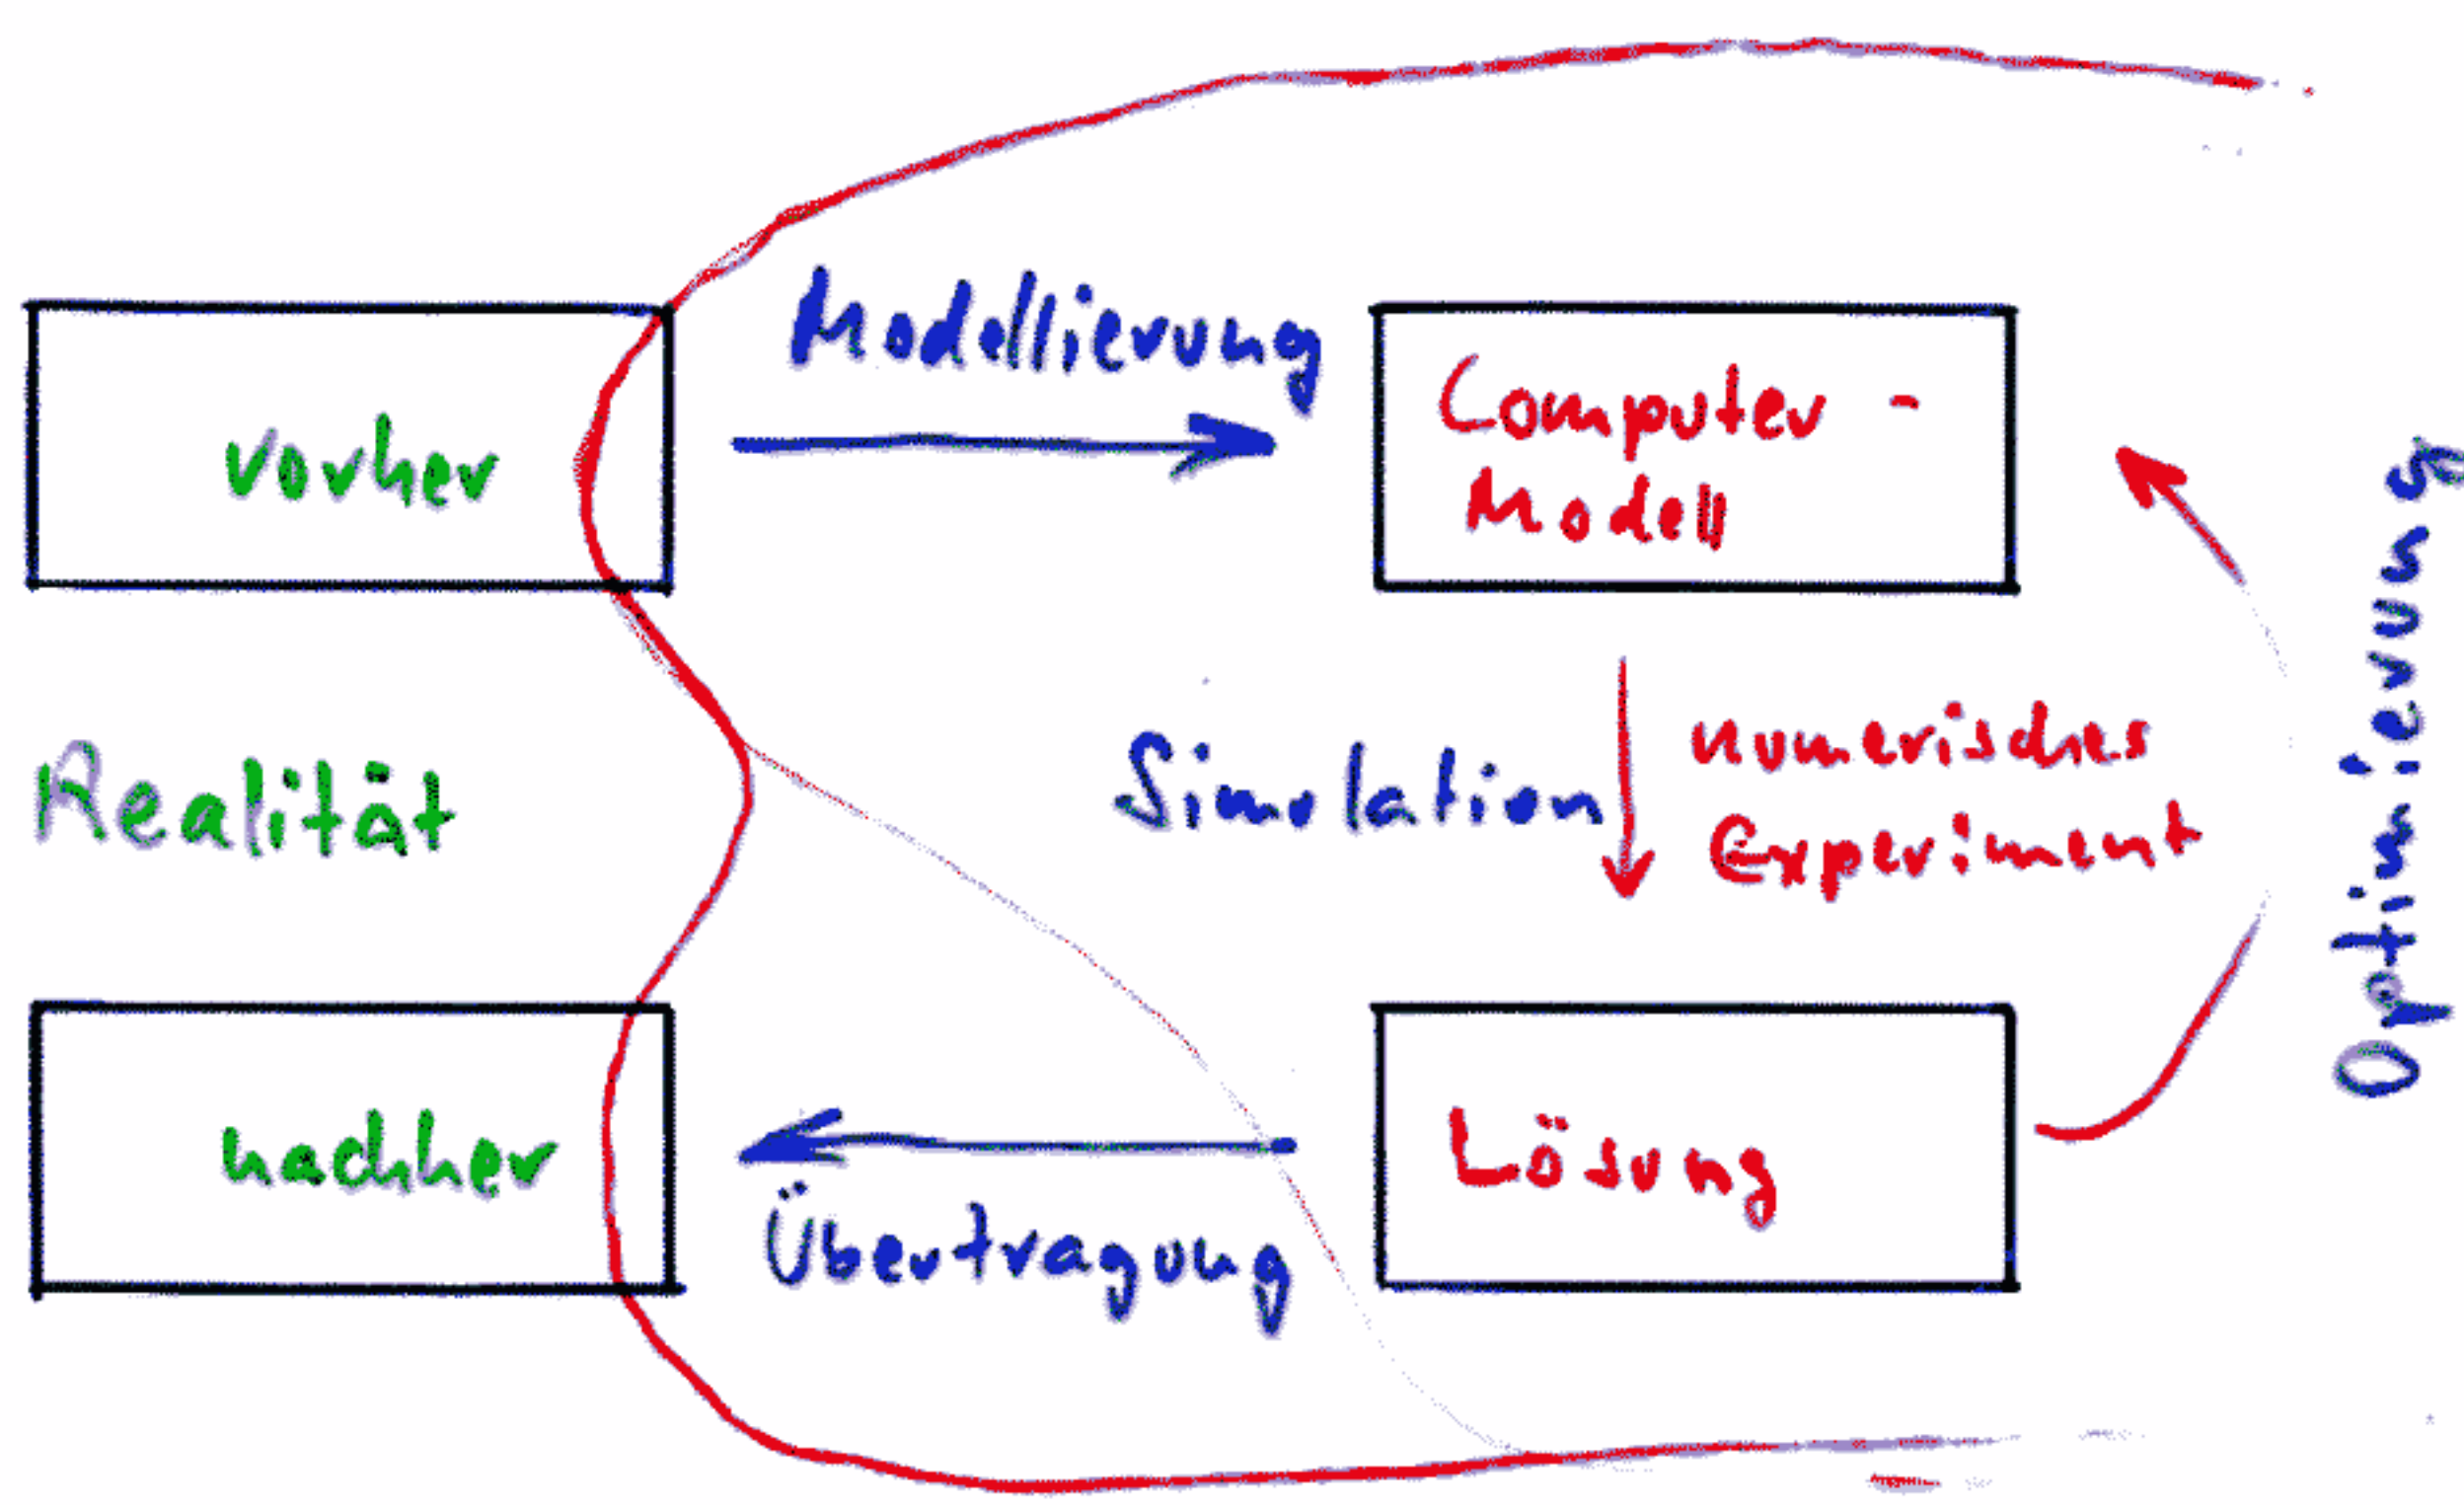 Modellierung
vorher
Computer -
Modell
Optimierung
Realität
Simulation
numerisches
Experiment
nachher
Lösung
Übertragung